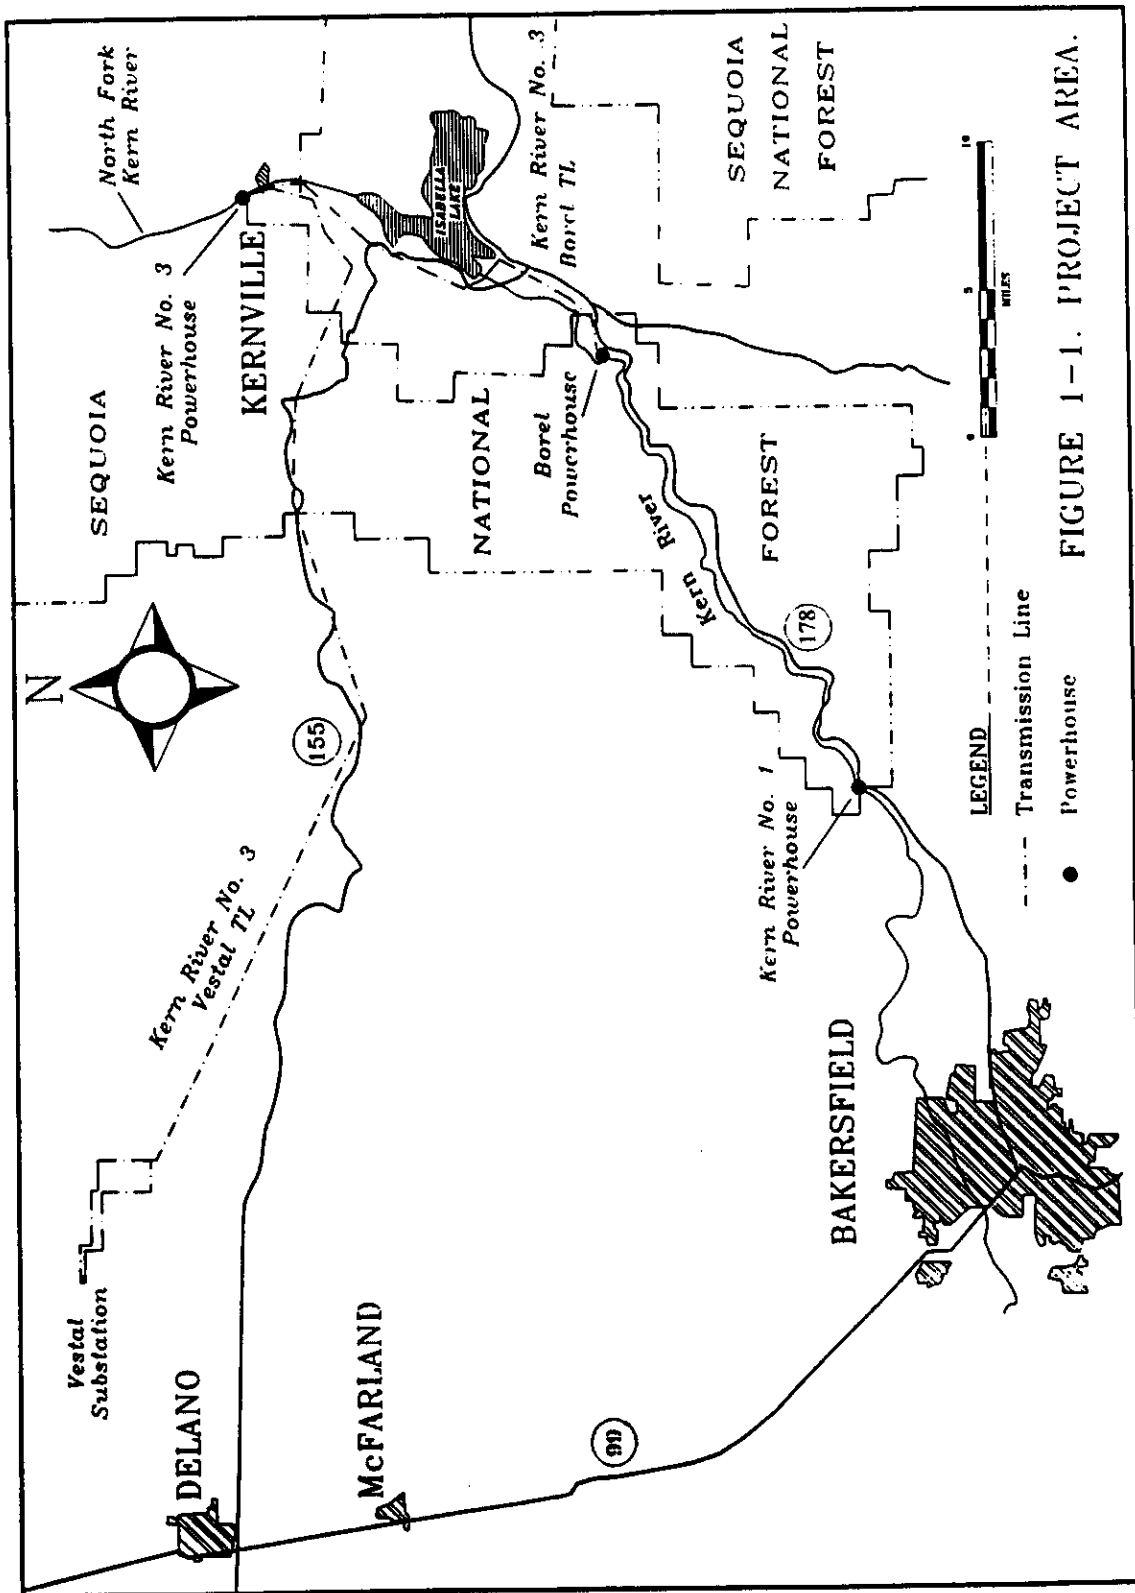 North Fork
Kern River
Kern River No. 3
Powerhouse
KERNVILLE
SEQUOIA
N
155
Kern River No. 3
Vestal TL
Vestal
Substation
DELANO
McFARLAND
99
ISABELLA
LAKE
Kern River No. 3
Borel TL
SEQUOIA
NATIONAL
FOREST
NATIONAL
Borel
Powerhouse
Kern River
FOREST
178
Kern River No. 1
Powerhouse
BAKERSFIELD
LEGEND
Transmission Line
Powerhouse
0 5 10
MILES
FIGURE 1-1. PROJECT AREA.